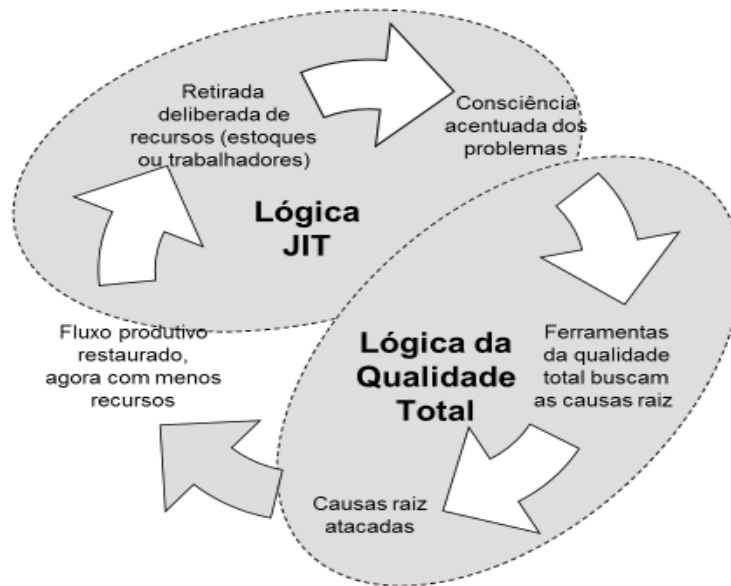 Retirada
deliberada de
recursos (estoques
ou trabalhadores)
Consciência
acentuada dos
problemas
Lógica
JIT
Fluxo produtivo
restaurado,
agora com menos
recursos
Lógica da
Qualidade
Total
Ferramentas
da qualidade
total buscam
as causas raiz
Causas raiz
atacadas